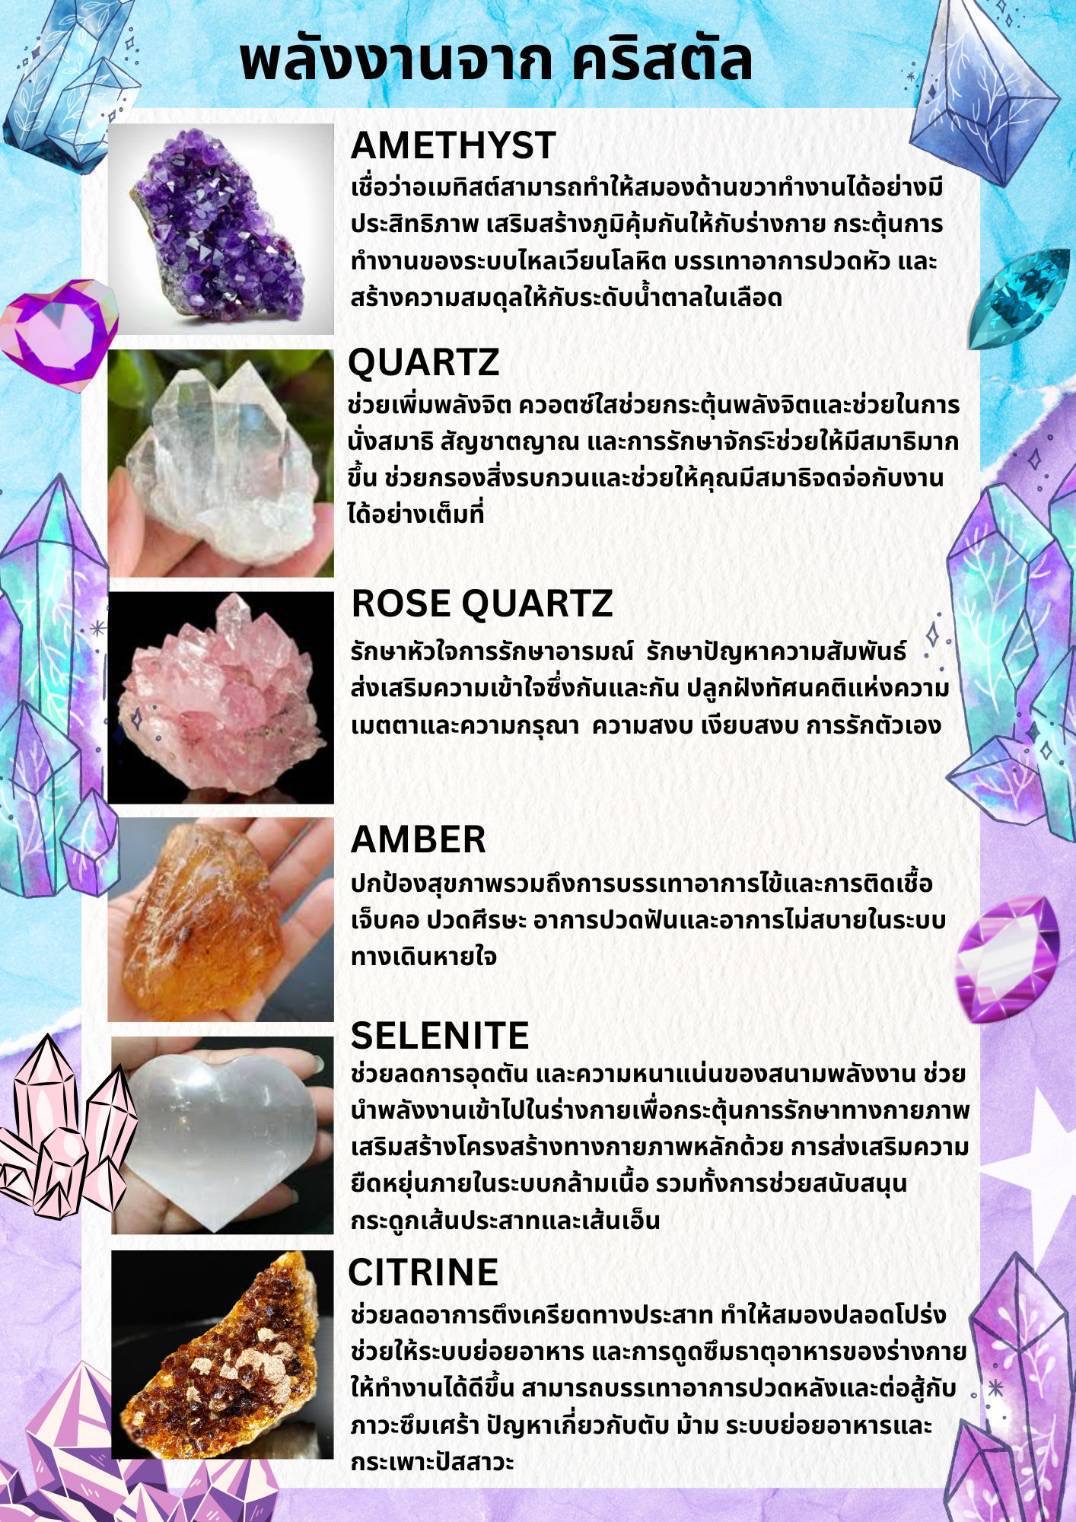 พลังงานจาก คริสตัล
AMETHYST
เชื่อว่าอเมทิสต์สามารถทำให้สมองด้านขวาทำงานได้อย่างมี
ประสิทธิภาพ เสริมสร้างภูมิคุ้มกันให้กับร่างกาย กระตุ้นการ
ทำงานของระบบไหลเวียนโลหิต บรรเทาอาการปวดหัว และ
สร้างความสมดุลให้กับระดับน้ำตาลในเลือด
QUARTZ
ช่วยเพิ่มพลังจิต ควอตซ์ใสช่วยกระตุ้นพลังจิตและช่วยในการ
นั่งสมาธิ สัญชาตญาณ และการรักษาจักระิช่วยให้มีสมาธิมาก
ขึ้น ช่วยกรองสิ่งรบกวนและช่วยให้คุณมีสมาธิจดจ่อกับงาน
ได้อย่างเต็มที่
ROSE QUARTZ
รักษาหัวใจการรักษาอารมณ์  รักษาปัญหาความสัมพันธ์
ส่งเสริมความเข้าใจซึ่งกันและกัน ปลูกฝังทัศนคติแห่งความ
เมตตาและความกรุณา  ความสงบ เงียบสงบ การรักตัวเอง
AMBER
ปกป้องสุขภาพรวมถึงการบรรเทาอาการไข้และการติดเชื้อ
เจ็บคอ ปวดศีรษะ อาการปวดฟันและอาการไม่สบายในระบบ
ทางเดินหายใจ
SELENITE
ช่วยลดการอุดตัน และความหนาแน่นของสนามพลังงาน ช่วย
นำพลังงานเข้าไปในร่างกายเพื่อกระตุ้นการรักษาทางกายภาพ
เสริมสร้างโครงสร้างทางกายภาพหลักด้วย การส่งเสริมความ
ยืดหยุ่นภายในระบบกล้ามเนื้อ รวมทั้งการช่วยสนับสนุน
กระดูกเส้นประสาทและเส้นเอ็น
CITRINE
ช่วยลดอาการตึงเครียดทางประสาท ทำให้สมองปลอดโปร่ง
ช่วยให้ระบบย่อยอาหาร และการดูดซึมธาตุอาหารของร่างกาย
ให้ทำงานได้ดีขึ้น สามารถบรรเทาอาการปวดหลังและต่อสู้กับ
ภาวะซึมเศร้า ปัญหาเกี่ยวกับตับ ม้าม ระบบย่อยอาหารและ
กระเพาะปัสสาวะ